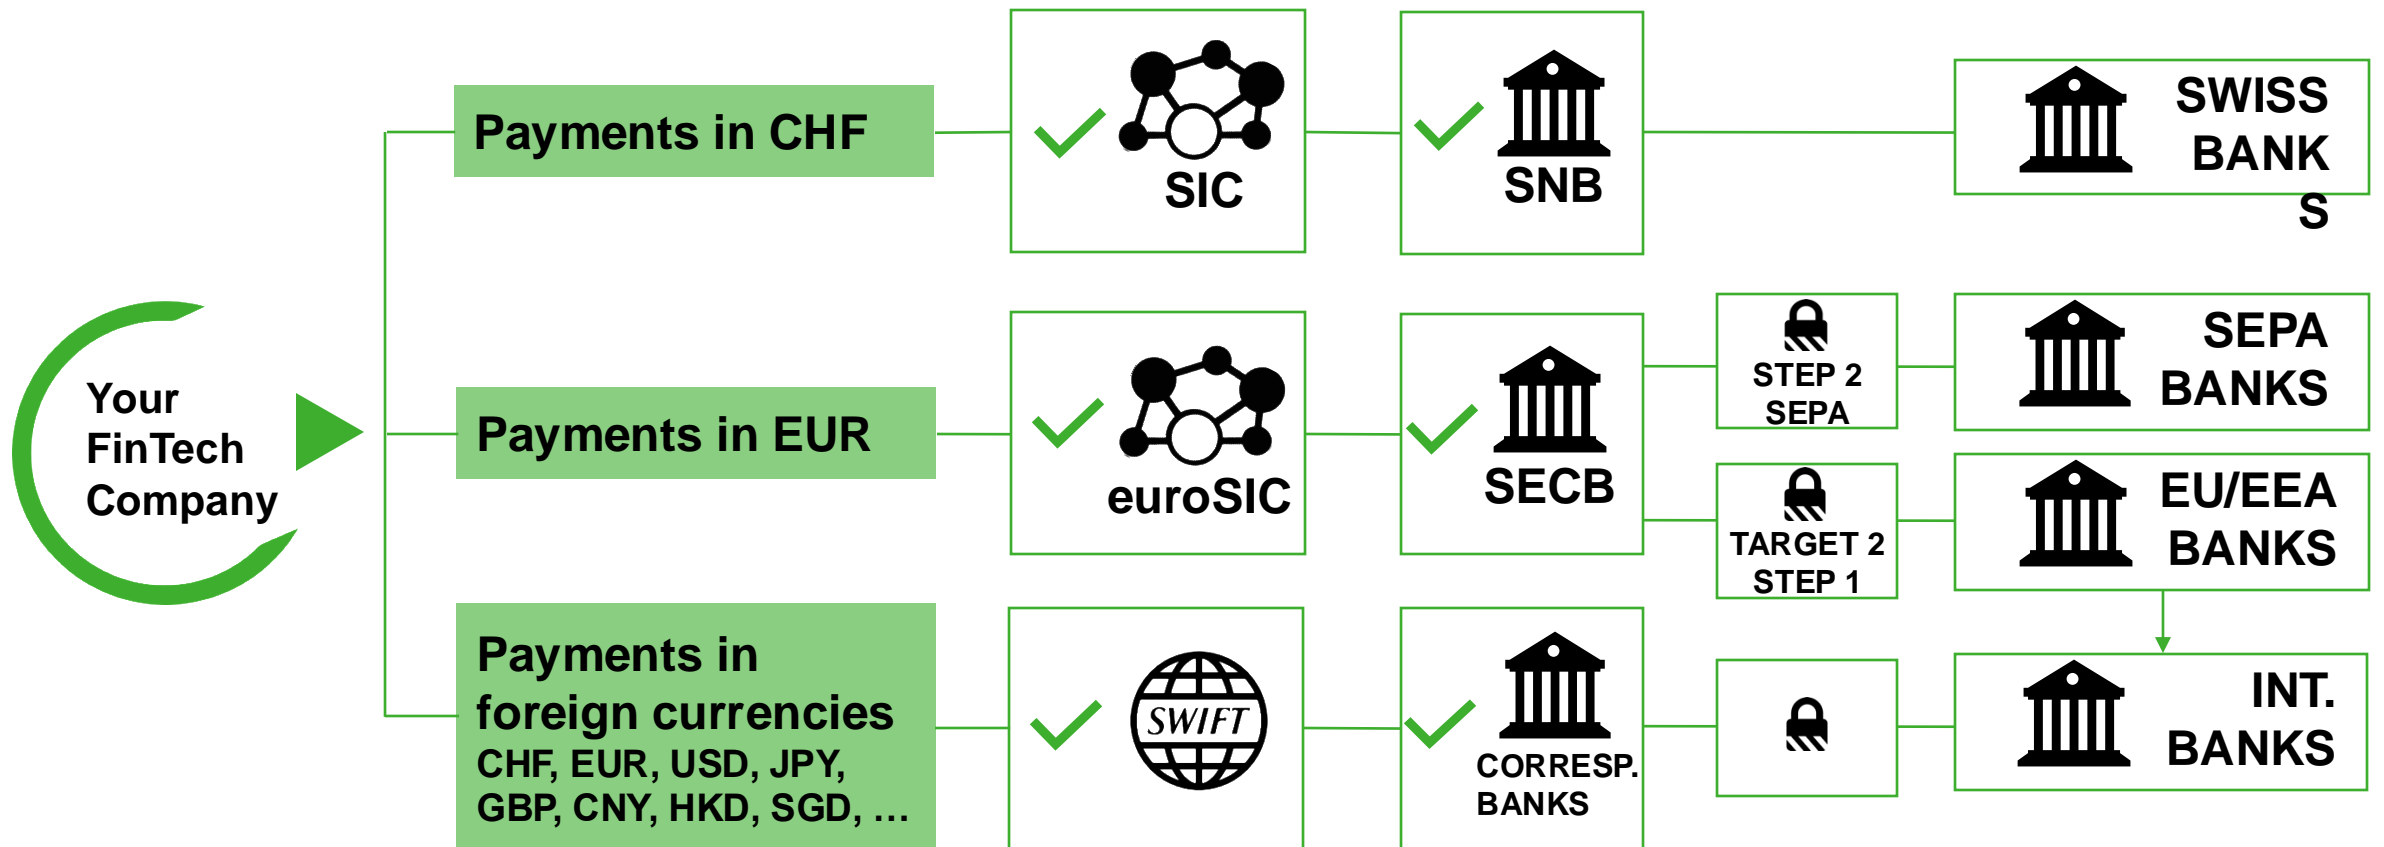 Your
FinTech
Company
Payments in CHF
SIC
SNB
SWISS
BANK
S
Payments in EUR
euroSIC
SECB
STEP 2
SEPA
SEPA
BANKS
TARGET 2
STEP 1
EU/EEA
BANKS
Payments in
foreign currencies
CHF, EUR, USD, JPY,
GBP, CNY, HKD, SGD, …
SWIFT
CORRESP.
BANKS
INT.
BANKS